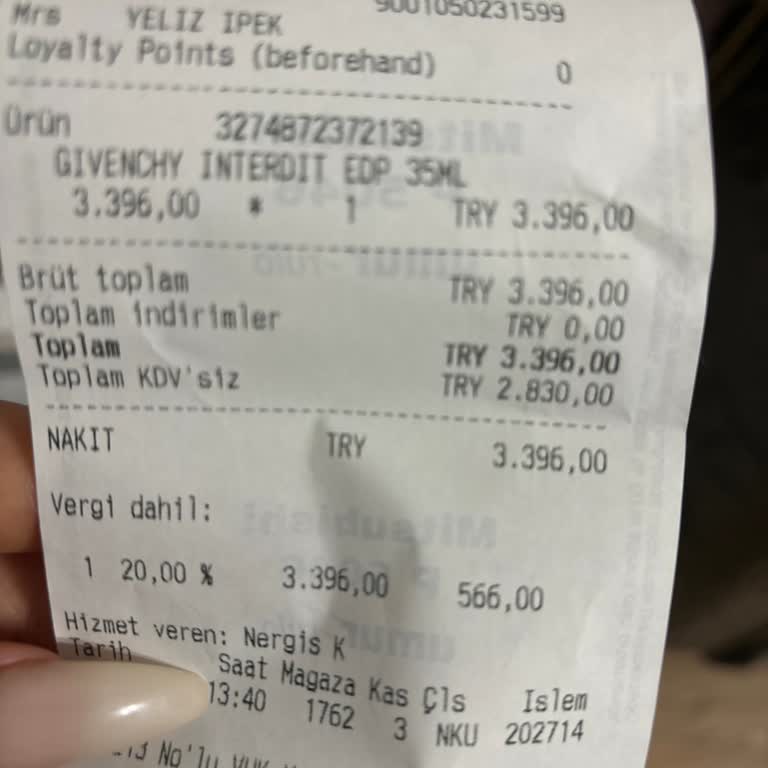 Mrs YELIZ IPEK 9001050231599
Loyalty Points (beforehand) 0
Ürün 3274872372139
GIVENCHY INTERDIT EDP 35ML
3.396,00 * 1 TRY 3.396,00
Brüt toplam TRY 3.396,00
Toplam indirimler TRY 0,00
Toplam TRY 3.396,00
Toplam KDV'siz TRY 2.830,00
NAKIT TRY 3.396,00
Vergi dahil:
1 20,00 % 3.396,00 566,00
Hizmet veren: Nergis K
Tarih Saat Magaza Kas Çls Islem
13:40 1762 3 NKU 202714
No'lu VUK